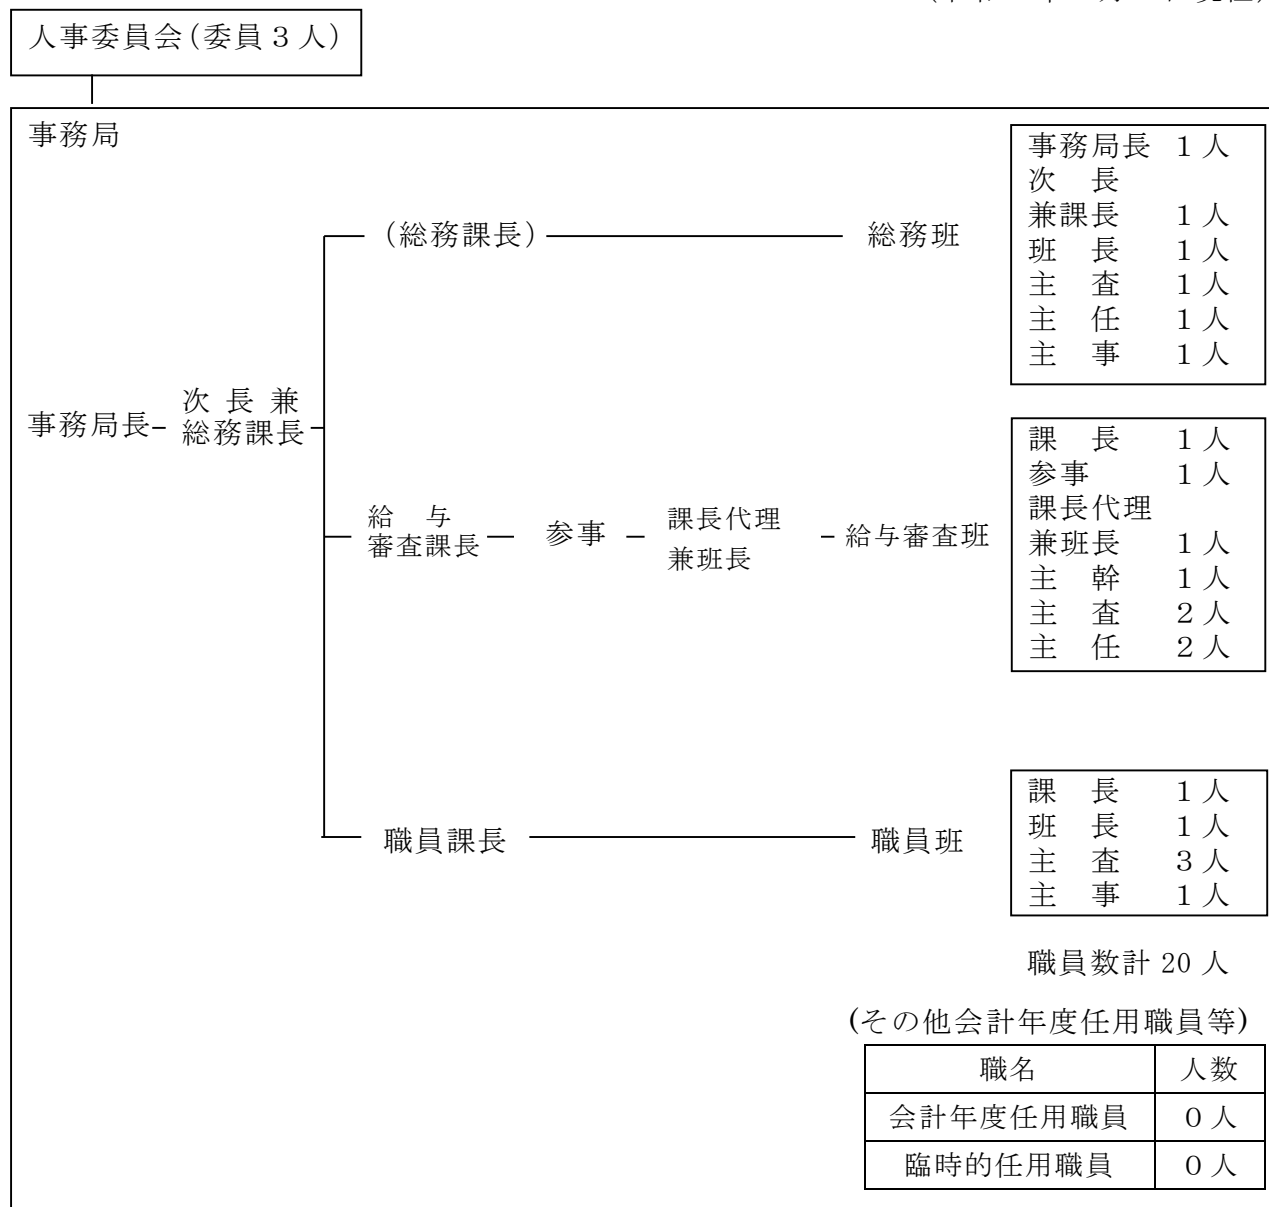 人事委員会(委員３人)
事務局
事務局長　１人
次　長
兼課長　１人
班　長　１人
主　査　１人
主　任　１人
主　事　１人
(総務課長)　総務班
事務局長　次長兼
総務課長
課　長　１人
参事　１人
課長代理
兼班長　１人
主　幹　１人
主　査　２人
主　任　２人
給　与
審査課長　参事　課長代理
兼班長　給与審査班
課　長　１人
班　長　１人
主　査　３人
主　事　１人
職員課長　職員班
職員数計 20 人
(その他会計年度任用職員等)
職名　人数
会計年度任用職員　０人
臨時的任用職員　０人